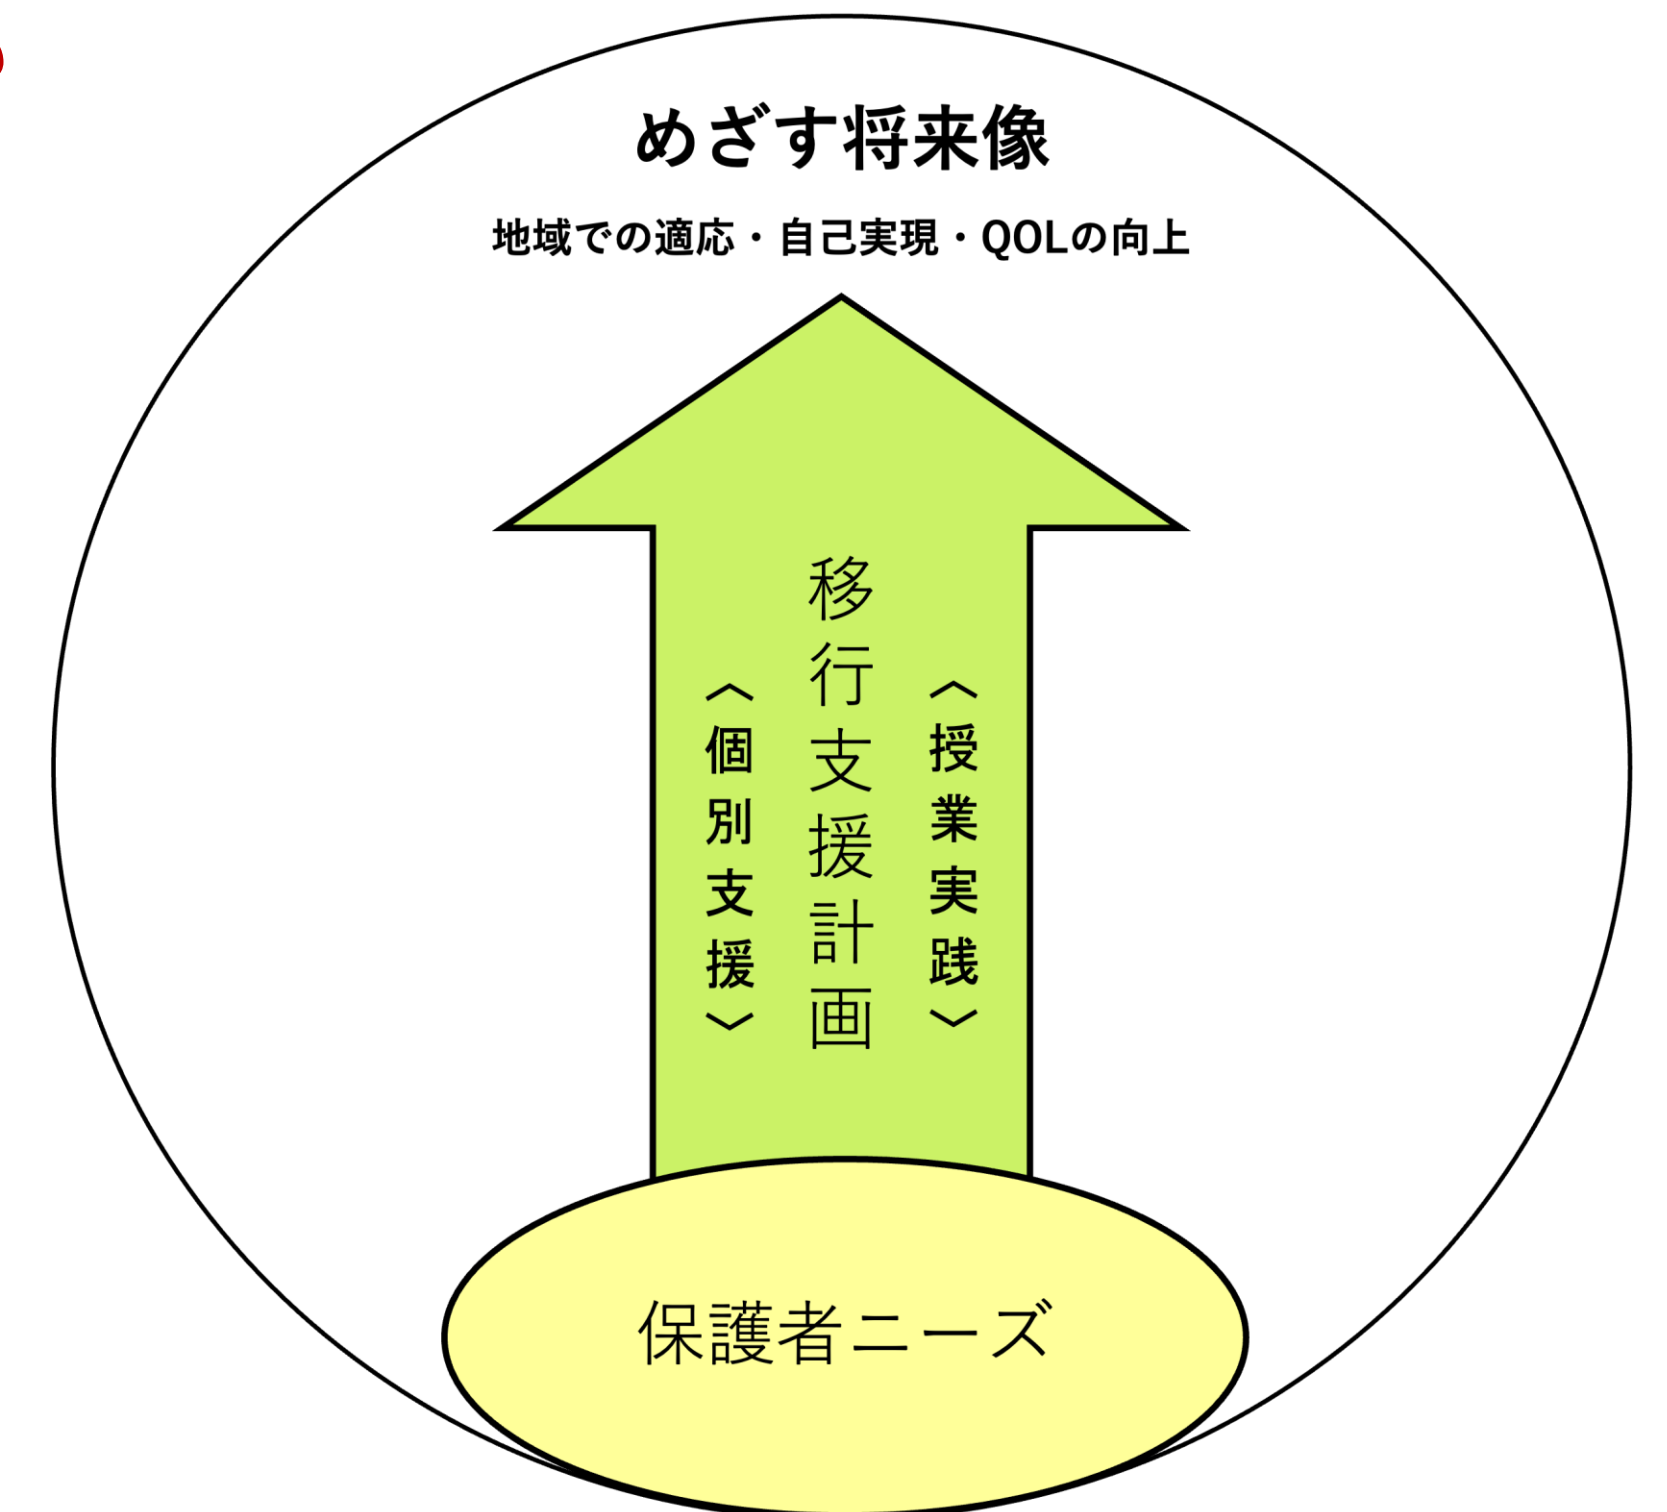 めざす将来像
地域での適応・自己実現・QOLの向上
〈授業実践〉
移行支援計画
〈個別支援〉
保護者ニーズ